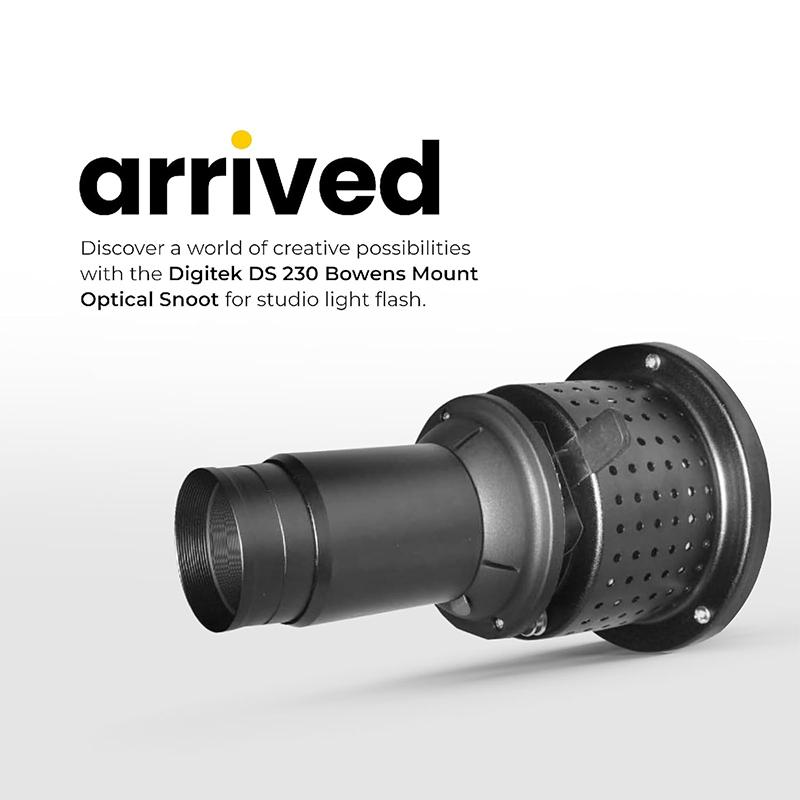 arrived
Discover a world of creative possibilities
with the Digitek DS 230 Bowens Mount
Optical Snoot for studio light flash.